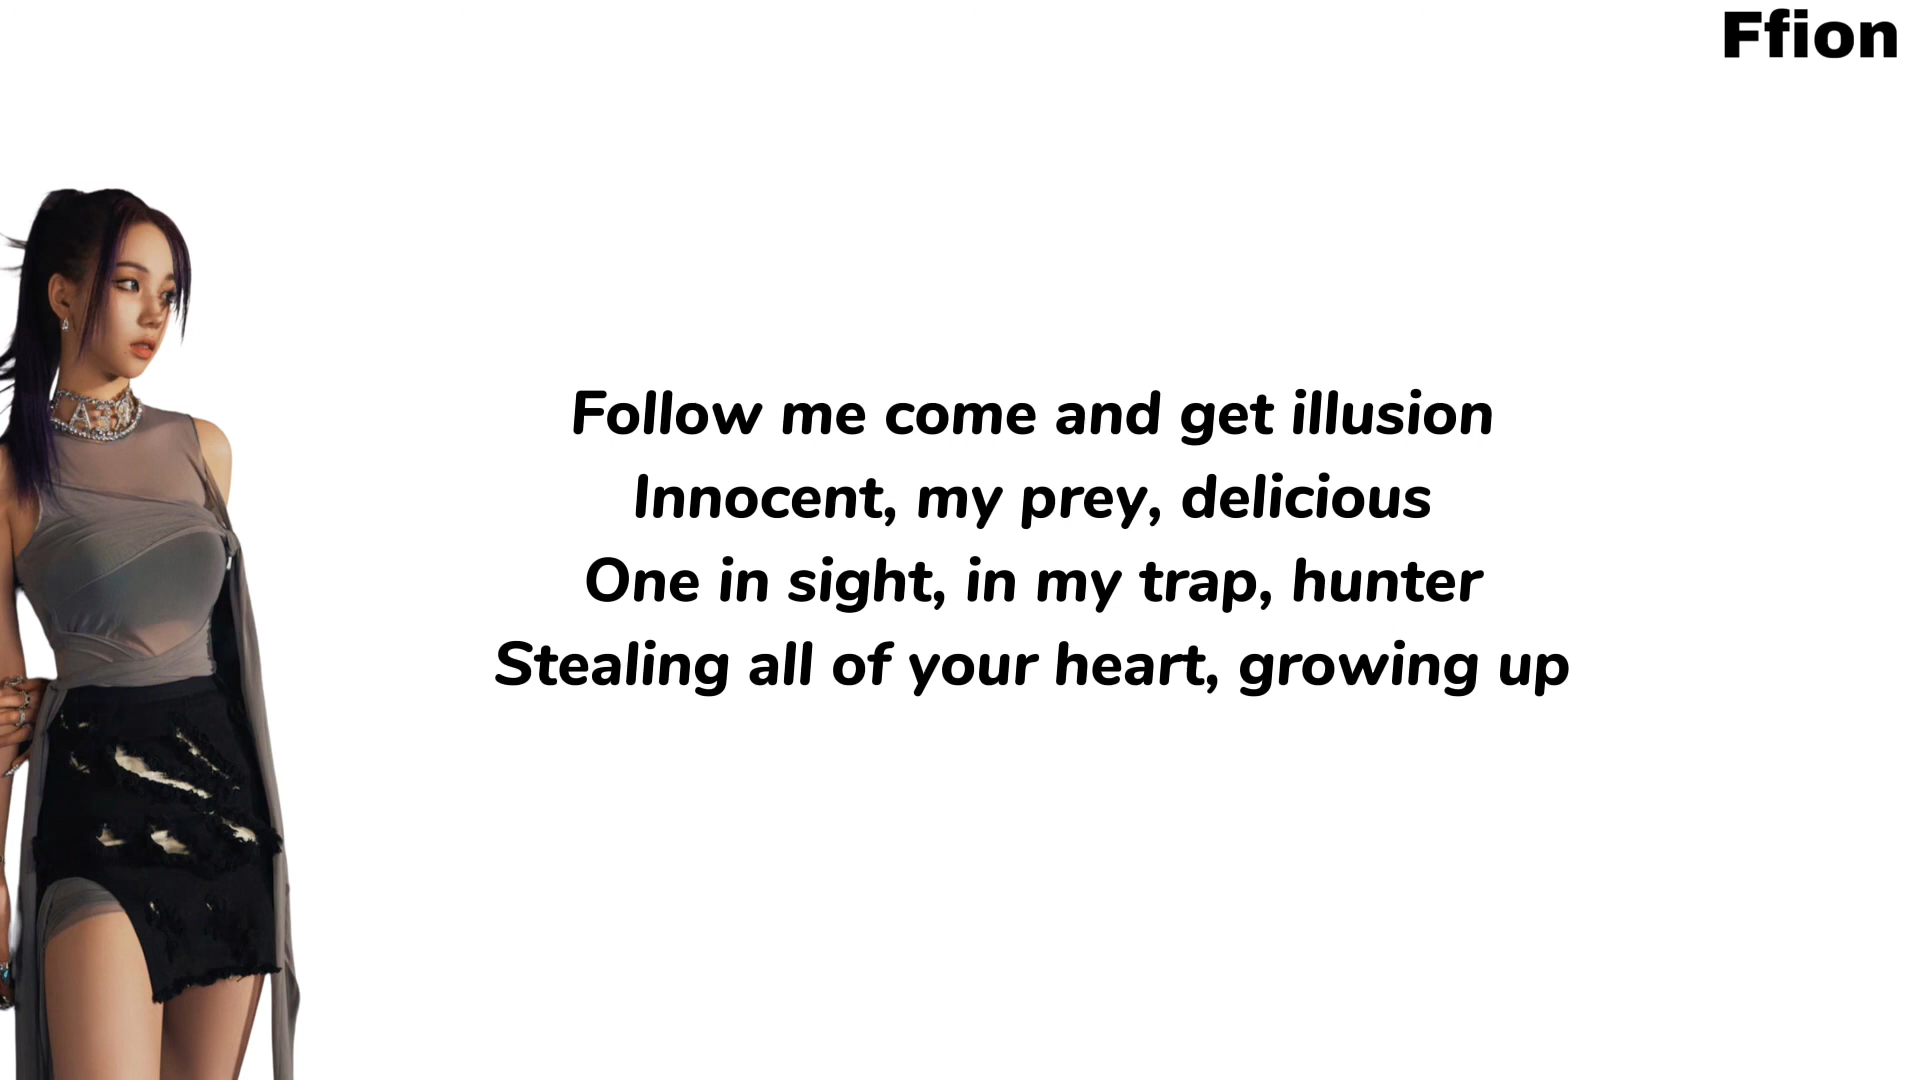 Ffion
Follow me come and get illusion
Innocent, my prey, delicious
One in sight, in my trap, hunter
Stealing all of your heart, growing up